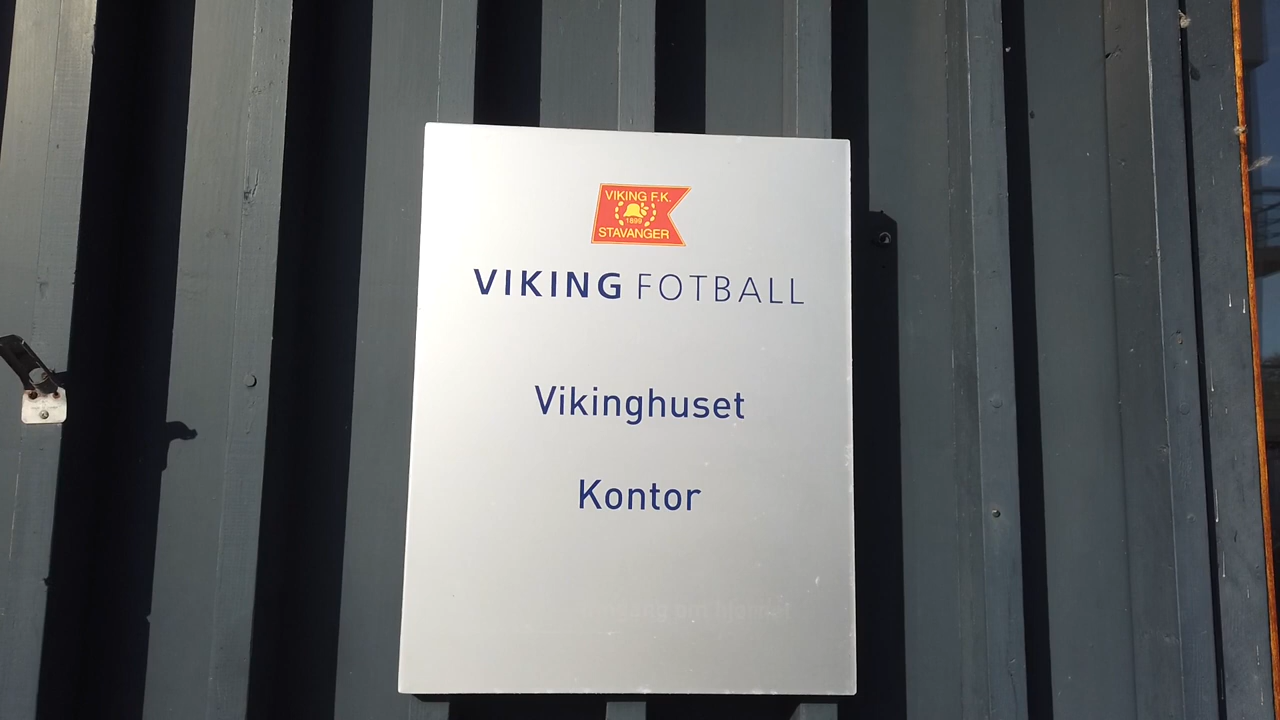 VIKING F.K.
1899
STAVANGER
VIKING FOTBALL
Vikinghuset
Kontor